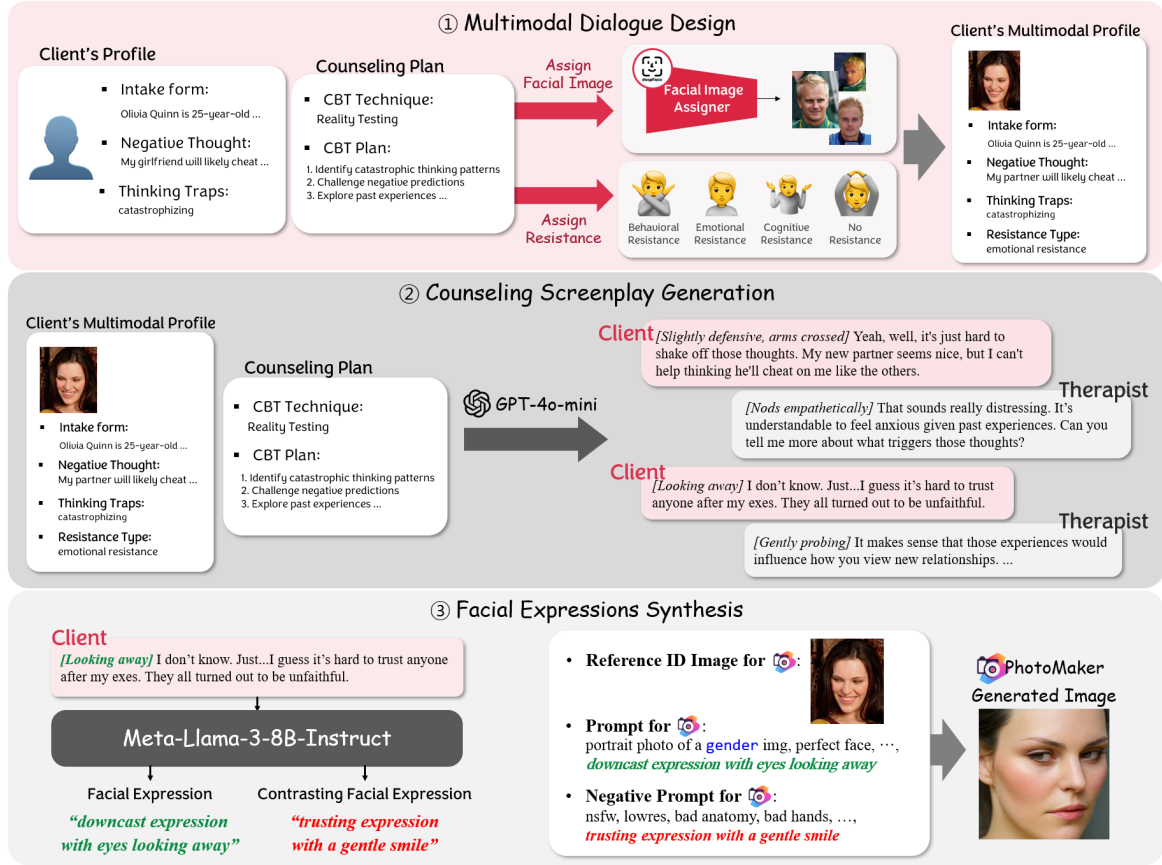 ① Multimodal Dialogue Design
Client's Profile
▪ Intake form:
Olivia Quinn is 25-year-old ...
▪ Negative Thought:
My girlfriend will likely cheat ...
▪ Thinking Traps:
catastrophizing
Counseling Plan
▪ CBT Technique:
Reality Testing
▪ CBT Plan:
1. Identify catastrophic thinking patterns
2. Challenge negative predictions
3. Explore past experiences ...
Assign
Facial Image
Assign
Resistance
deepface
Facial Image
Assigner
Behavioral
Resistance
Emotional
Resistance
Cognitive
Resistance
No
Resistance
Client's Multimodal Profile
▪ Intake form:
Olivia Quinn is 25-year-old ...
▪ Negative Thought:
My partner will likely cheat ...
▪ Thinking Traps:
catastrophizing
▪ Resistance Type:
emotional resistance
② Counseling Screenplay Generation
Client's Multimodal Profile
▪ Intake form:
Olivia Quinn is 25-year-old ...
▪ Negative Thought:
My partner will likely cheat ...
▪ Thinking Traps:
catastrophizing
▪ Resistance Type:
emotional resistance
Counseling Plan
▪ CBT Technique:
Reality Testing
▪ CBT Plan:
1. Identify catastrophic thinking patterns
2. Challenge negative predictions
3. Explore past experiences ...
GPT-4o-mini
Client
[Slightly defensive, arms crossed] Yeah, well, it's just hard to
shake off those thoughts. My new partner seems nice, but I can't
help thinking he'll cheat on me like the others.
Therapist
[Nods empathetically] That sounds really distressing. It's
understandable to feel anxious given past experiences. Can you
tell me more about what triggers those thoughts?
Client
[Looking away] I don't know. Just...I guess it's hard to trust
anyone after my exes. They all turned out to be unfaithful.
Therapist
[Gently probing] It makes sense that those experiences would
influence how you view new relationships. ...
③ Facial Expressions Synthesis
Client
[Looking away] I don't know. Just...I guess it's hard to trust anyone
after my exes. They all turned out to be unfaithful.
Meta-Llama-3-8B-Instruct
Facial Expression
"downcast expression
with eyes looking away"
Contrasting Facial Expression
"trusting expression
with a gentle smile"
• Reference ID Image for :
• Prompt for :
portrait photo of a gender img, perfect face, ⋯,
downcast expression with eyes looking away
• Negative Prompt for :
nsfw, lowres, bad anatomy, bad hands, ...,
trusting expression with a gentle smile
PhotoMaker
Generated Image